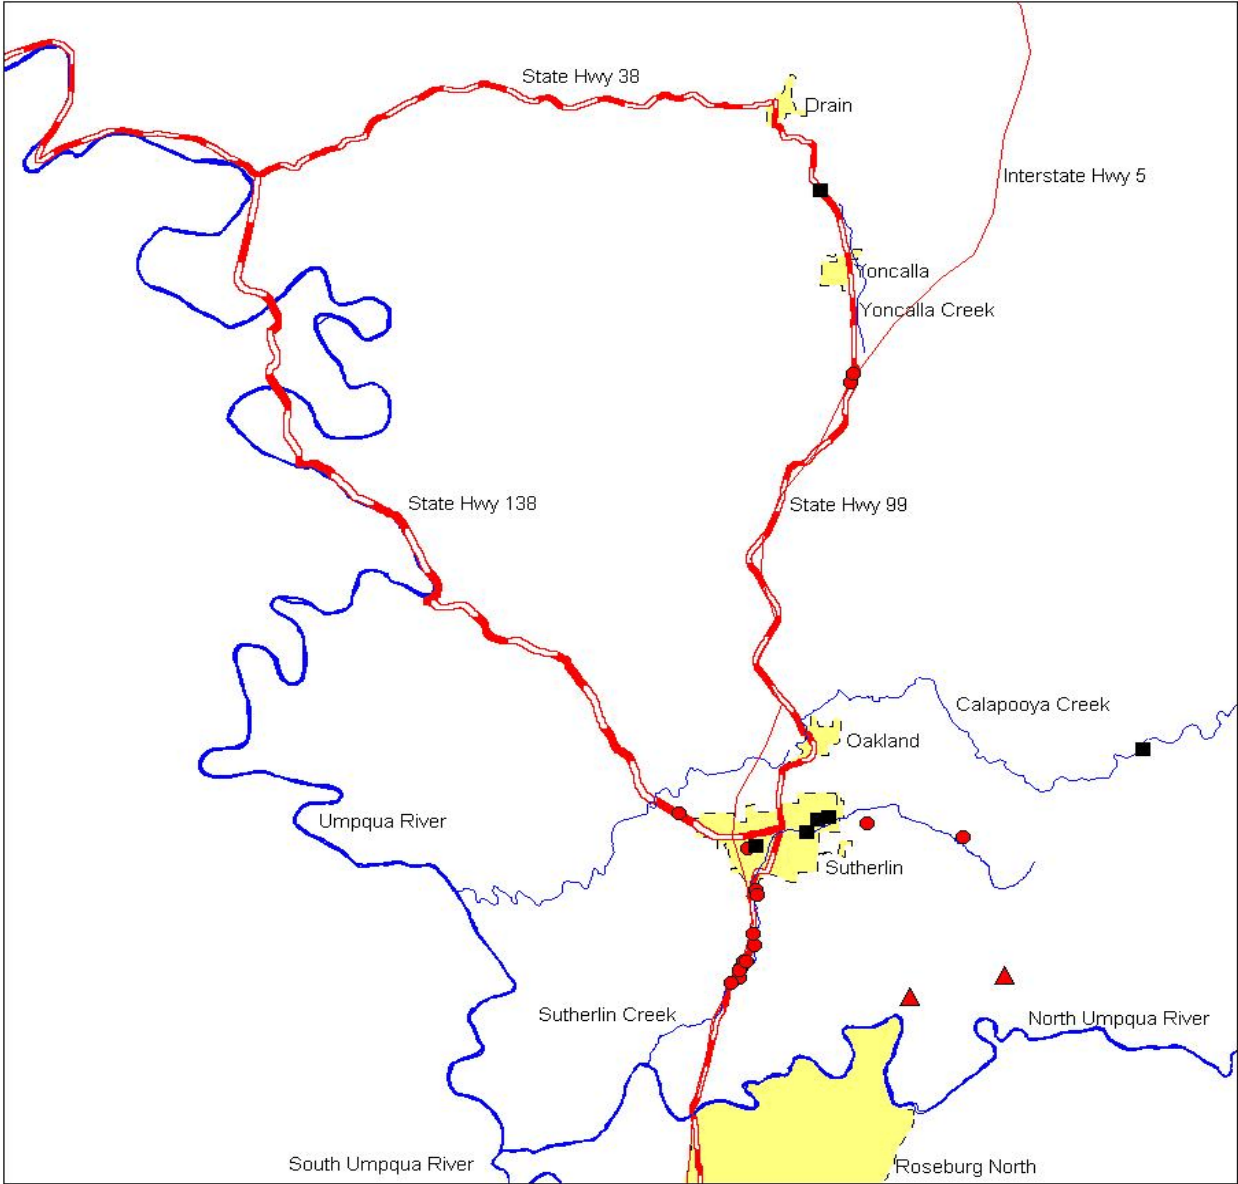 State Hwy 38
Drain
Interstate Hwy 5
Yoncalla
Yoncalla Creek
State Hwy 138
State Hwy 99
Calapooya Creek
Oakland
Umpqua River
Sutherlin
Sutherlin Creek
North Umpqua River
South Umpqua River
Roseburg North